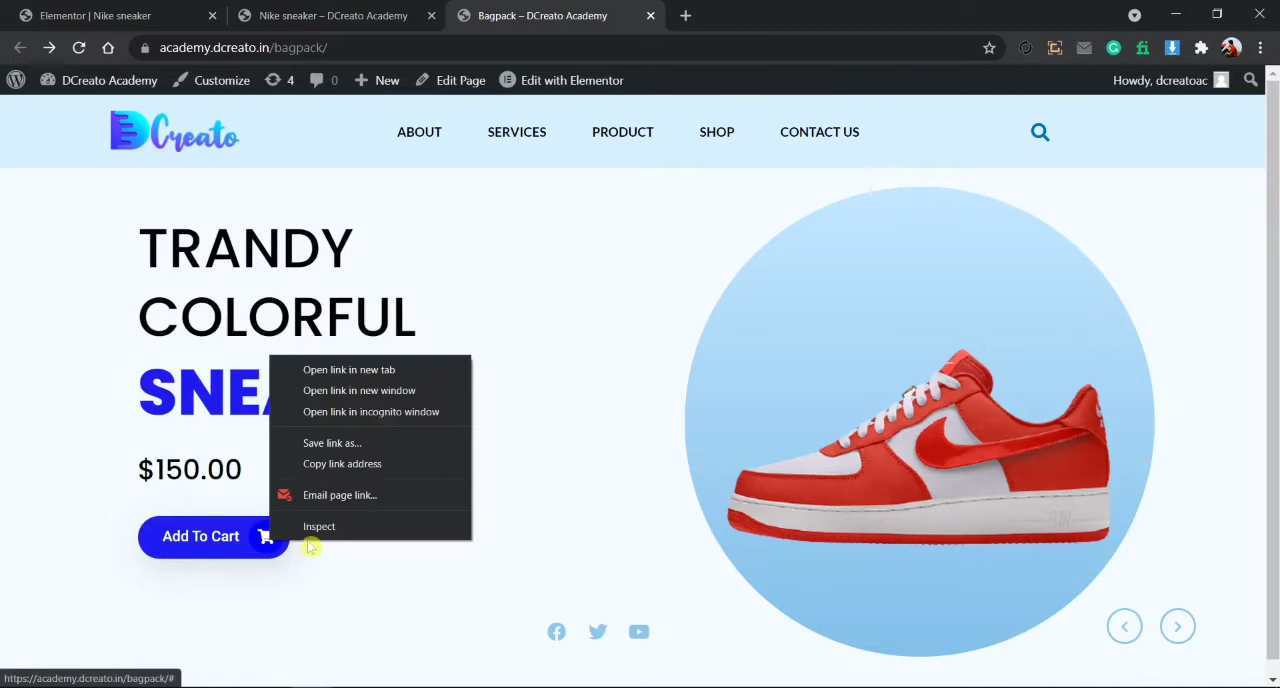 Elementor | Nike sneaker
Nike sneaker – DCreato Academy
Bagpack – DCreato Academy
academy.dcreato.in/bagpack/
DCreato Academy
Customize
4
0
New
Edit Page
Edit with Elementor
Howdy, dcreatoac
DCreato
ABOUT
SERVICES
PRODUCT
SHOP
CONTACT US
TRANDY
COLORFUL
SNEA
Open link in new tab
Open link in new window
Open link in incognito window
Save link as...
Copy link address
Email page link...
Inspect
$150.00
Add To Cart
https://academy.dcreato.in/bagpack/#